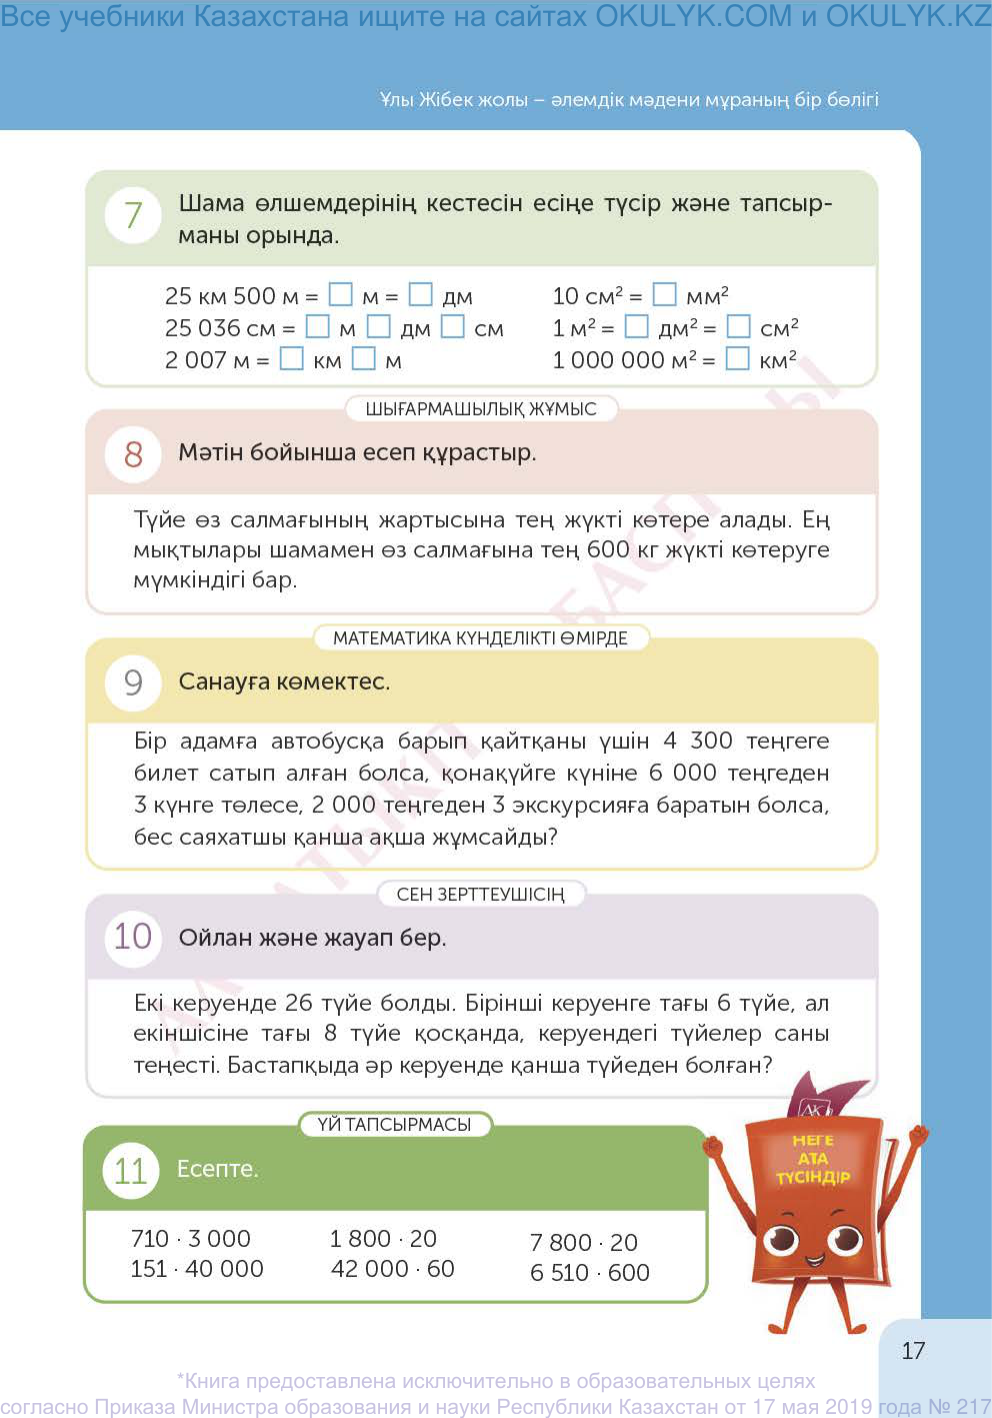 Все учебники Казахстана ищите на сайтах OKULYK.COM и OKULYK.KZ
Ұлы Жібек жолы – әлемдік мәдени мұраның бір бөлігі
7 Шама өлшемдерінің кестесін есіңе түсір және тапсыр-
маны орында.
25 км 500 м = □ м = □ дм
25 036 см = □ м □ дм □ см
2 007 м = □ км □ м
10 см² = □ мм²
1 м² = □ дм² = □ см²
1 000 000 м² = □ км²
ШЫҒАРМАШЫЛЫҚ ЖҰМЫС
8 Мәтін бойынша есеп құрастыр.
Түйе өз салмағының жартысына тең жүкті көтере алады. Ең
мықтылары шамамен өз салмағына тең 600 кг жүкті көтеруге
мүмкіндігі бар.
МАТЕМАТИКА КҮНДЕЛІКТІ ӨМІРДЕ
9 Санауға көмектес.
Бір адамға автобусқа барып қайтқаны үшін 4 300 теңгеге
билет сатып алған болса, қонақүйге күніне 6 000 теңгеден
3 күнге төлесе, 2 000 теңгеден 3 экскурсияға баратын болса,
бес саяхатшы қанша ақша жұмсайды?
СЕН ЗЕРТТЕУШІСІҢ
10 Ойлан және жауап бер.
Екі керуенде 26 түйе болды. Бірінші керуенге тағы 6 түйе, ал
екіншісіне тағы 8 түйе қосқанда, керуендегі түйелер саны
теңесті. Бастапқыда әр керуенде қанша түйеден болған?
ҮЙ ТАПСЫРМАСЫ
11 Есепте.
710 · 3 000
151 · 40 000
1 800 · 20
42 000 · 60
7 800 · 20
6 510 · 600
АК
НЕГЕ
АТА
ТҮСІНДІР
17
*Книга предоставлена исключительно в образовательных целях
согласно Приказа Министра образования и науки Республики Казахстан от 17 мая 2019 года № 217